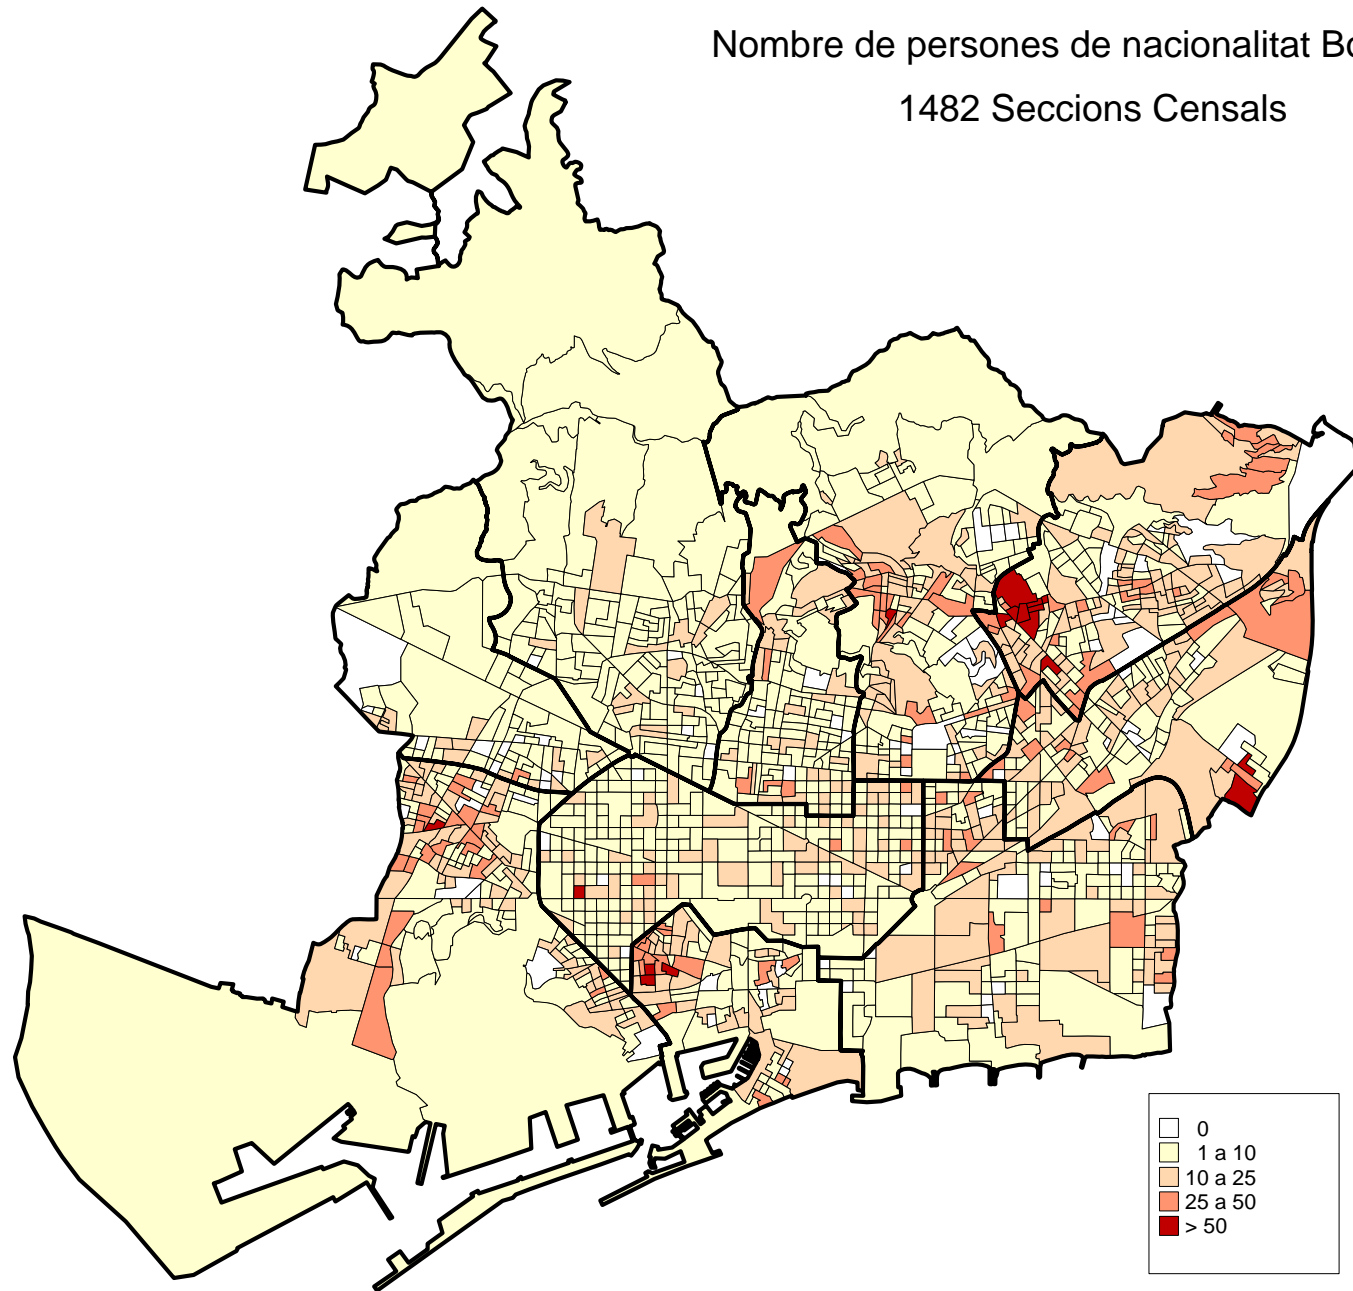 Nombre de persones de nacionalitat
1482 Seccions Censals
0
1 a 10
10 a 25
25 a 50
> 50